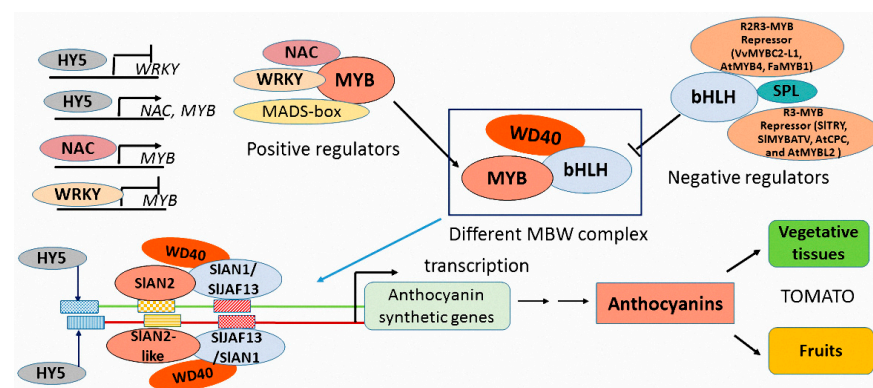 HY5
WRKY
HY5
NAC, MYB
NAC
MYB
WRKY
MYB
NAC
WRKY
MYB
MADS-box
Positive regulators
WD40
MYB
bHLH
Different MBW complex
R2R3-MYB
Repressor
(VvMYBC2-L1,
AtMYB4, FaMYB1)
bHLH
SPL
R3-MYB
Repressor (SlTRY,
SlMYBATV, AtCPC,
and AtMYBL2 )
Negative regulators
HY5
WD40
SlAN2
SlAN1/
SlJAF13
transcription
Anthocyanin
synthetic genes
SlAN2-
like
SlJAF13
/SlAN1
WD40
HY5
Anthocyanins
Vegetative
tissues
TOMATO
Fruits